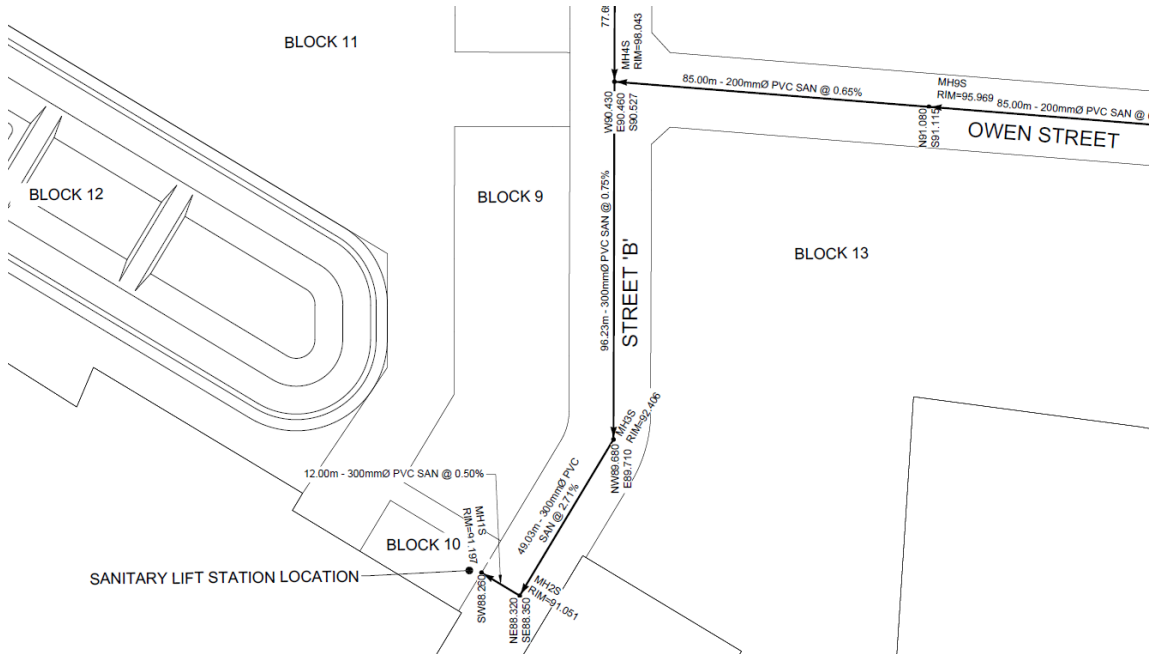 BLOCK 11
77.6
MH4S
RIM=98.043
85.00m - 200mmØ PVC SAN @ 0.65%
MH9S
RIM=95.969
85.00m - 200mmØ PVC SAN @
W90.430
E90.460
S90.527
N91.080
S91.115
OWEN STREET
BLOCK 12
BLOCK 9
96.23m - 300mmØ PVC SAN @ 0.75%
STREET 'B'
BLOCK 13
MH3S
RIM=92.406
NW89.680
E89.710
12.00m - 300mmØ PVC SAN @ 0.50%
49.03m - 300mmØ PVC
SAN @ 2.71%
MH1S
RIM=91.197
BLOCK 10
SANITARY LIFT STATION LOCATION
SW88.260
MH2S
RIM=91.051
NE88.320
SE88.350